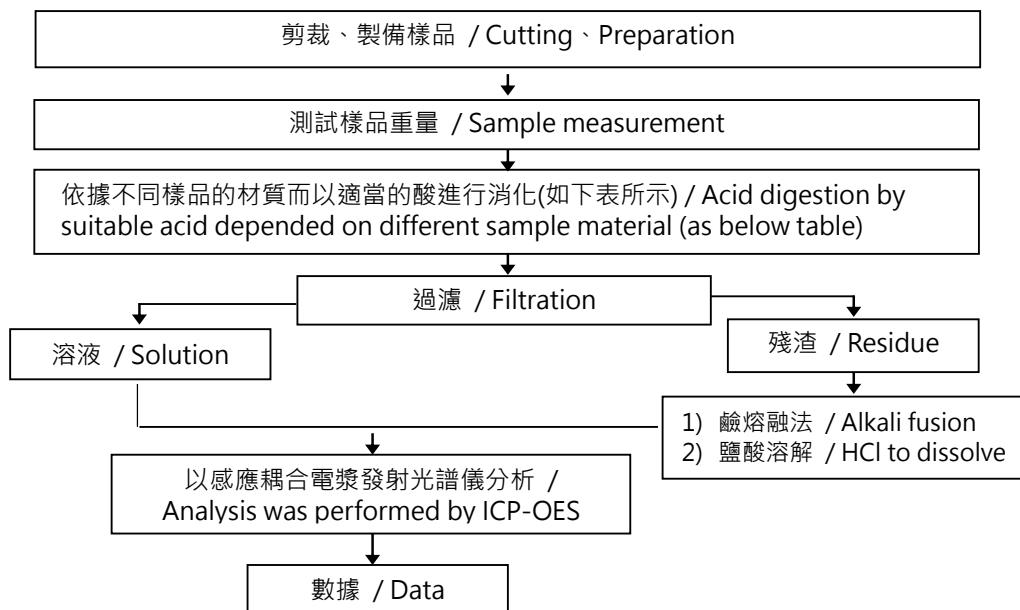 剪裁、製備樣品 / Cutting、Preparation
測試樣品重量 / Sample measurement
依據不同樣品的材質而以適當的酸進行消化(如下表所示) / Acid digestion by
suitable acid depended on different sample material (as below table)
過濾 / Filtration
溶液 / Solution
殘渣 / Residue
1) 鹼熔融法 / Alkali fusion
2) 鹽酸溶解 / HCl to dissolve
以感應耦合電漿發射光譜儀分析 /
Analysis was performed by ICP-OES
數據 / Data